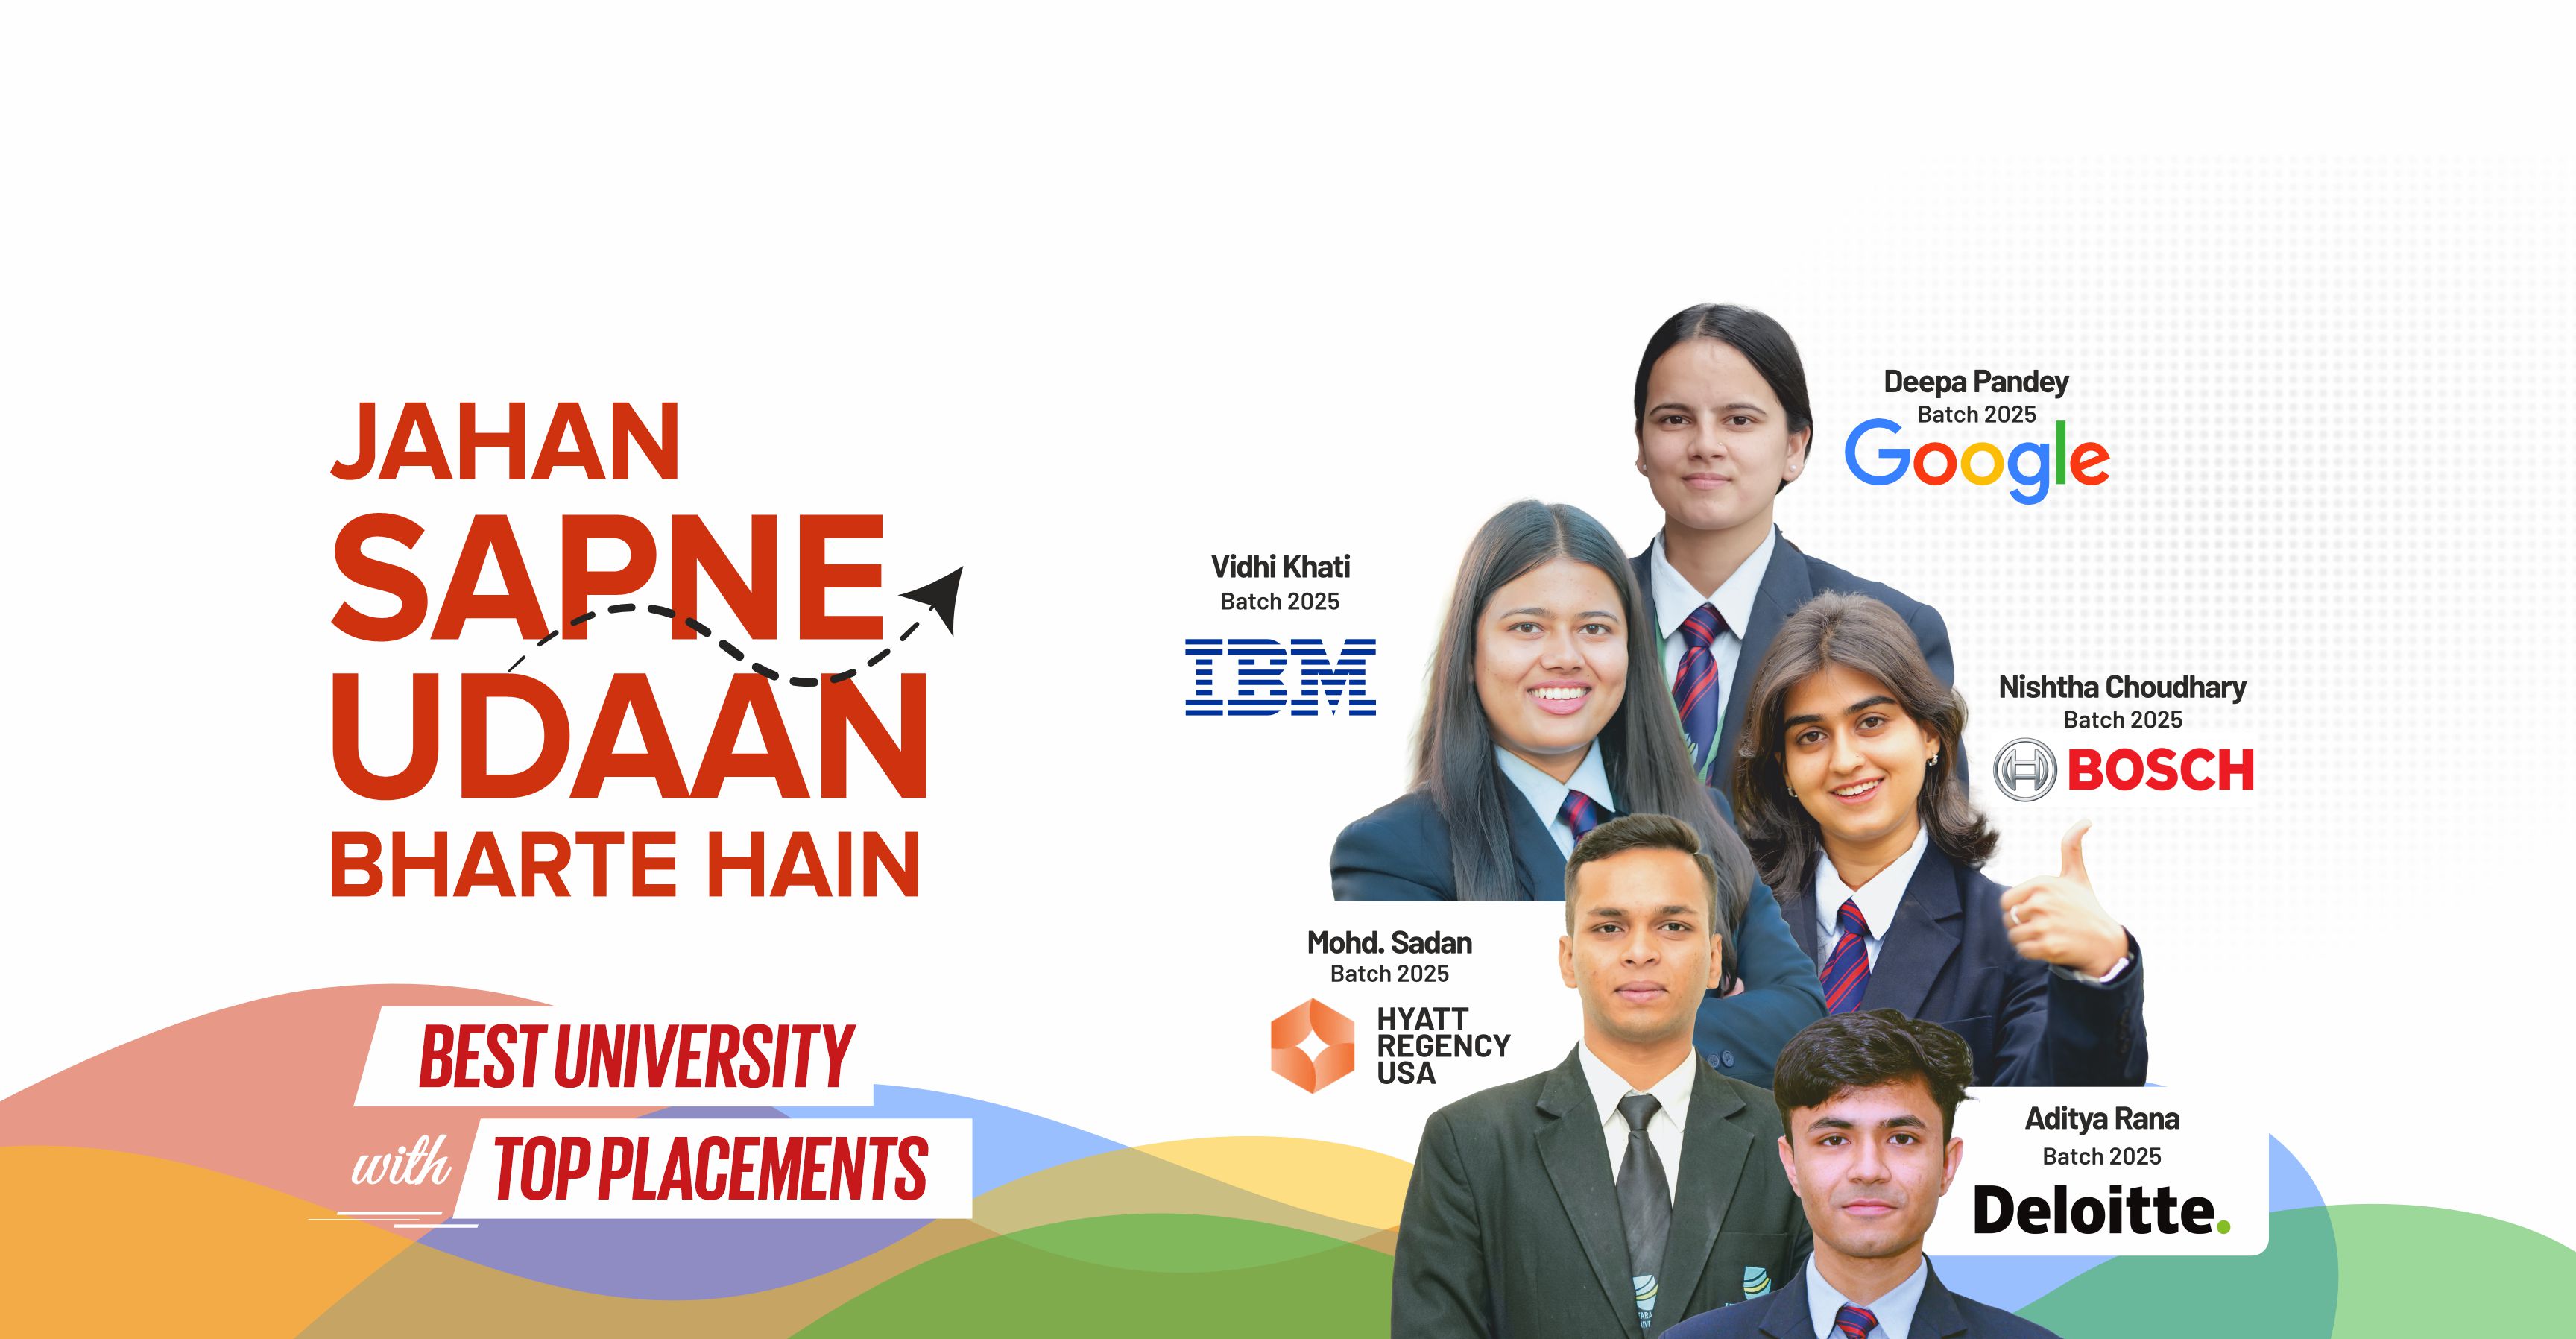 JAHAN
SAPNE
UDAAN
BHARTE HAIN
BEST UNIVERSITY
with
TOP PLACEMENTS
Deepa Pandey
Batch 2025
Google
Vidhi Khati
Batch 2025
IBM
Nishtha Choudhary
Batch 2025
BOSCH
Mohd. Sadan
Batch 2025
HYATT
REGENCY
USA
Aditya Rana
Batch 2025
Deloitte.